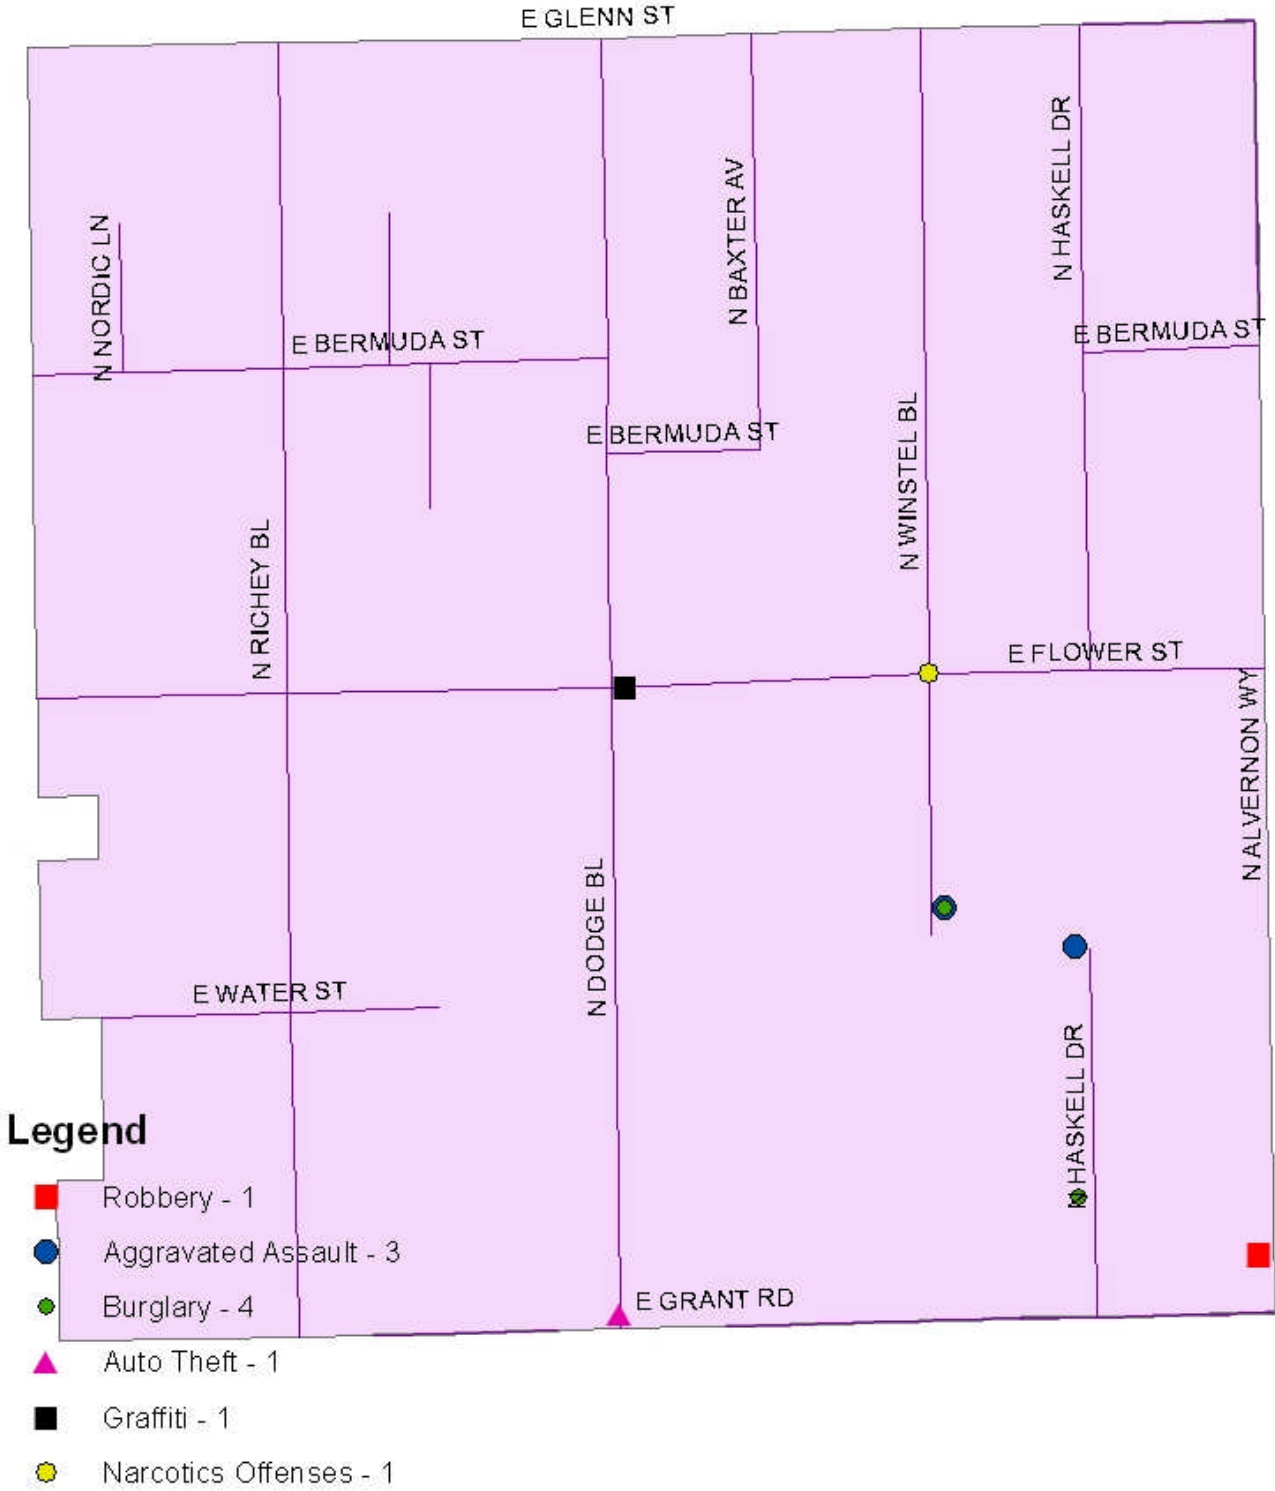 E GLENN ST
N HASKELL DR
N BAXTER AV
N NORDIC LN
E BERMUDA ST
E BERMUDA ST
E BERMUDA ST
N WINSTEL BL
N RICHEY BL
E FLOWER ST
N ALVERNON WY
N DODGE BL
E WATER ST
N HASKELL DR
E GRANT RD
Legend
Robbery - 1
Aggravated Assault - 3
Burglary - 4
Auto Theft - 1
Graffiti - 1
Narcotics Offenses - 1